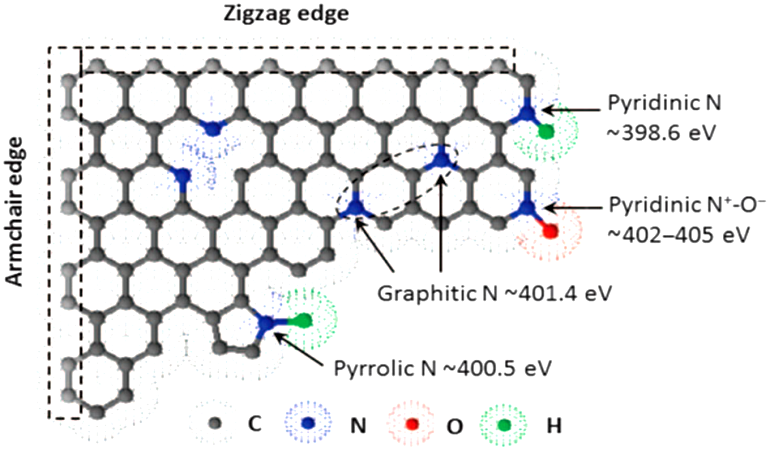 Zigzag edge
Armchair edge
Pyridinic N
~398.6 eV
Pyridinic N⁺-O⁻
~402–405 eV
Graphitic N ~401.4 eV
Pyrrolic N ~400.5 eV
C N O H